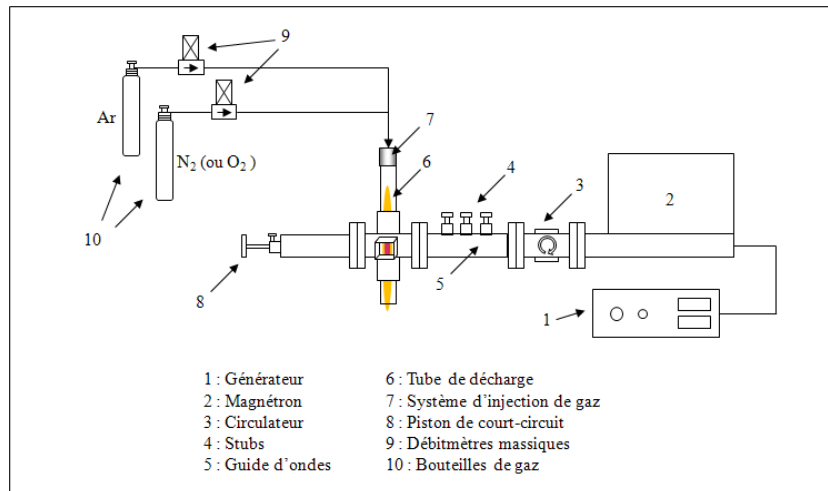 9
Ar
N₂ (ou O₂ )
7
6
4
3
2
10
8
5
1
1 : Générateur
2 : Magnétron
3 : Circulateur
4 : Stubs
5 : Guide d'ondes
6 : Tube de décharge
7 : Système d'injection de gaz
8 : Piston de court-circuit
9 : Débitmètres massiques
10 : Bouteilles de gaz